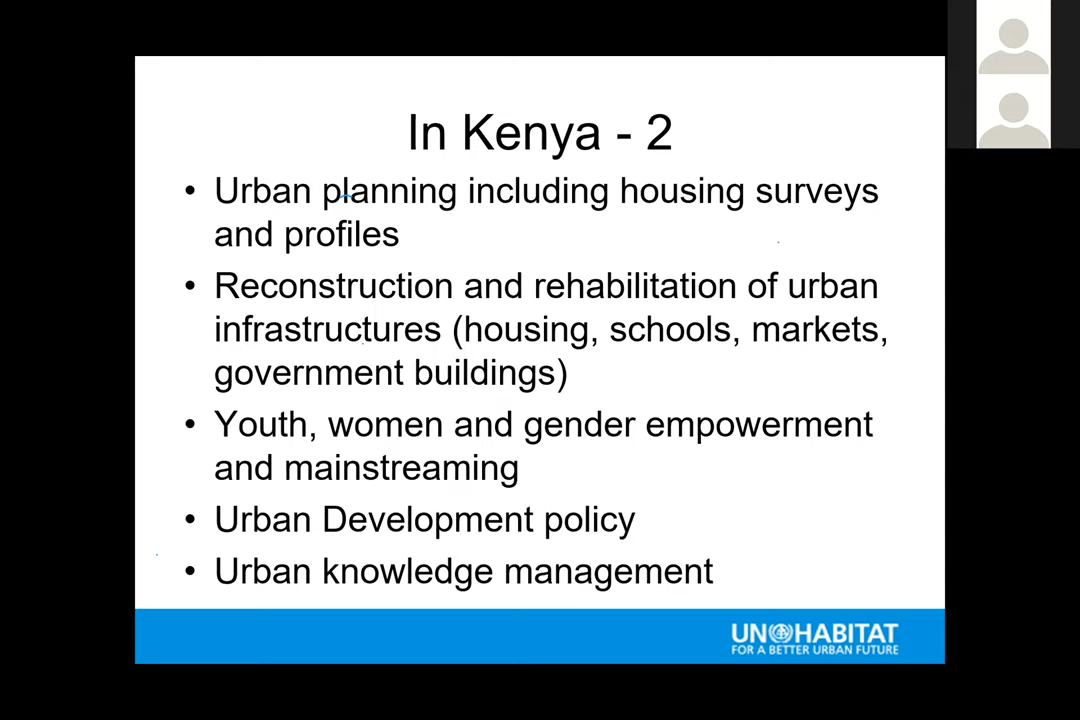 In Kenya - 2
• Urban planning including housing surveys
and profiles
• Reconstruction and rehabilitation of urban
infrastructures (housing, schools, markets,
government buildings)
• Youth, women and gender empowerment
and mainstreaming
• Urban Development policy
• Urban knowledge management
UN HABITAT
FOR A BETTER URBAN FUTURE